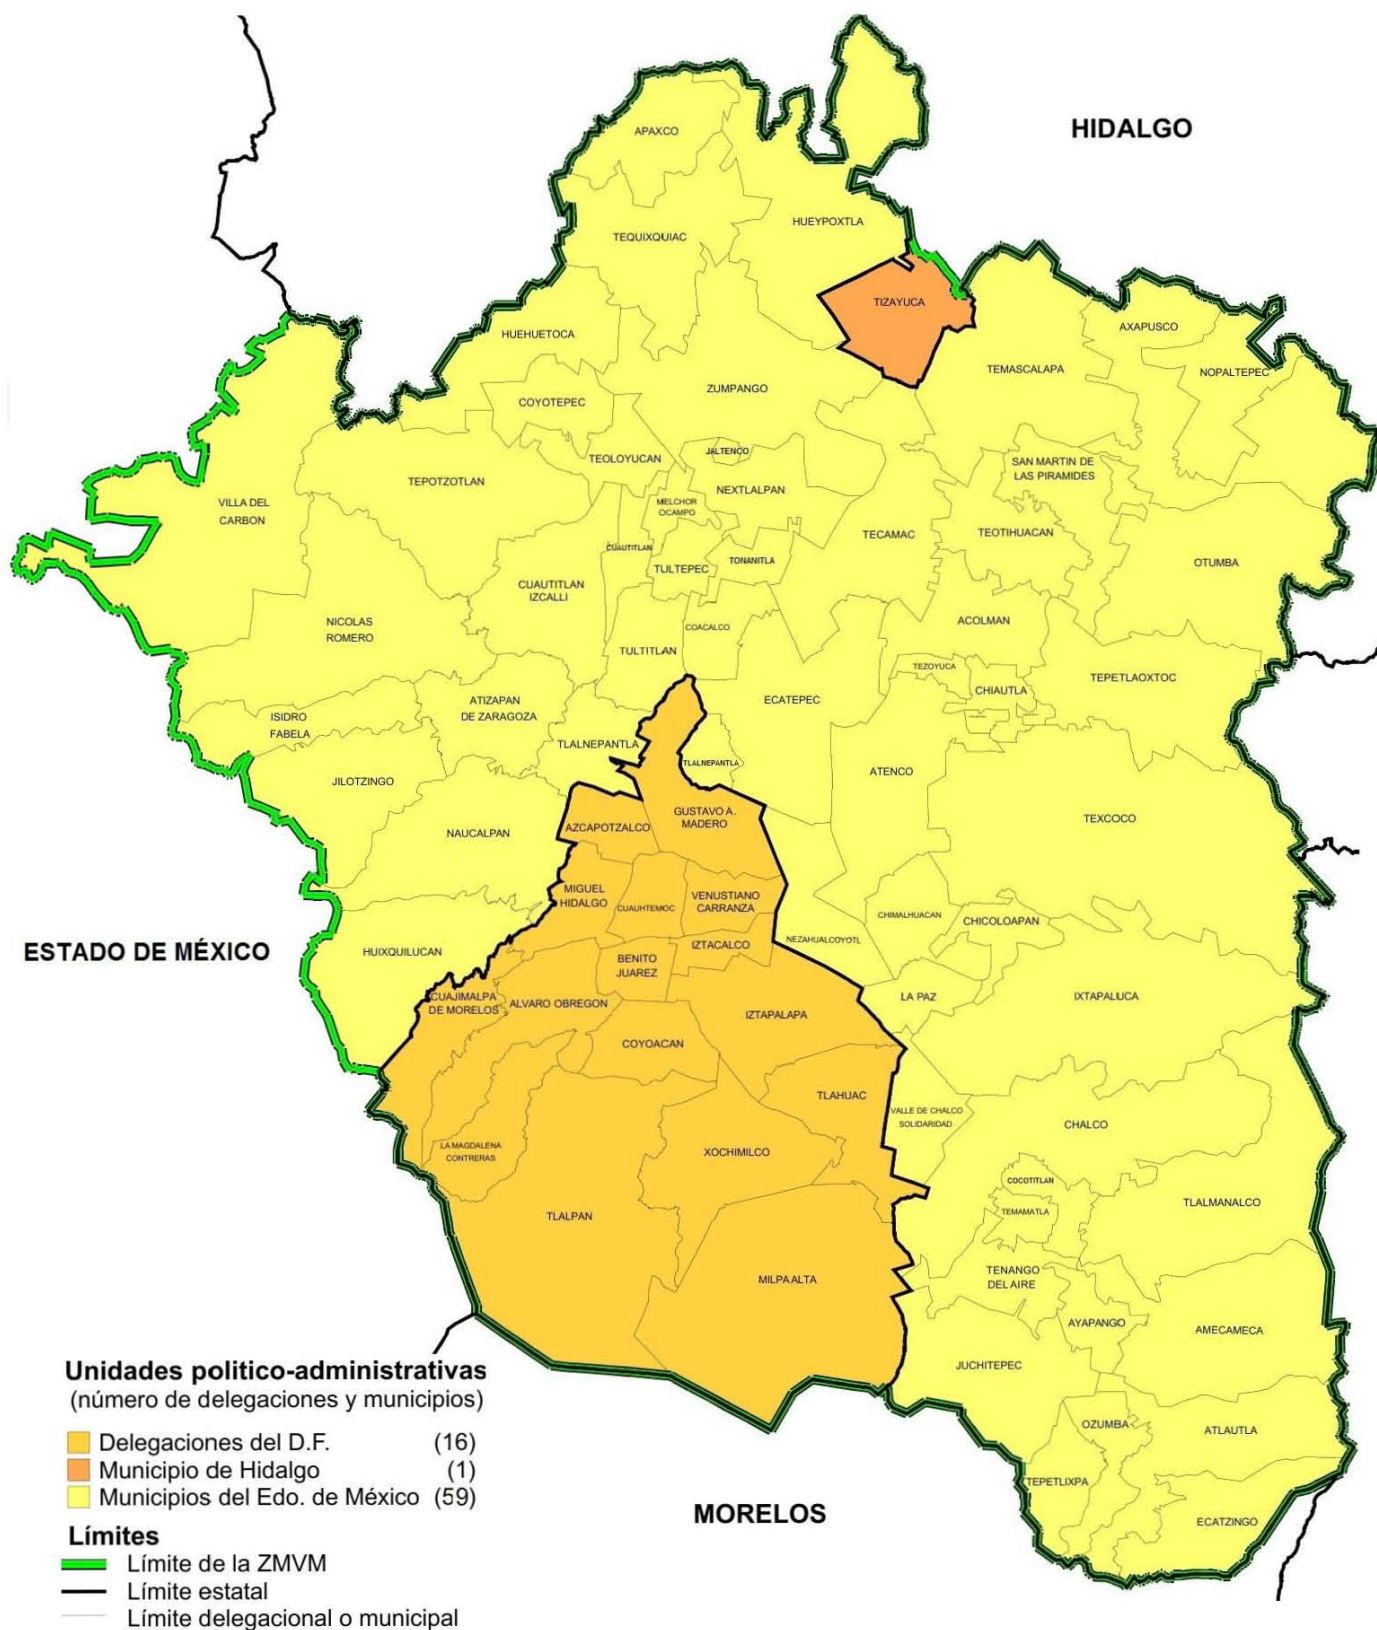 HIDALGO
APAXCO
HUEYPOXTLA
TEQUIXQUIAC
TIZAYUCA
AXAPUSCO
HUEHUETOCA
TEMASCALAPA
NOPALTEPEC
ZUMPANGO
COYOTEPEC
JALTENCO
TEOLOYUCAN
SAN MARTIN DE
LAS PIRAMIDES
TEPOTZOTLAN
NEXTLALPAN
VILLA DEL
CARBON
MELCHOR
OCAMPO
TECAMAC
TEOTIHUACAN
CUAUTITLAN
TONANITLA
OTUMBA
TULTEPEC
CUAUTITLAN
IZCALLI
NICOLAS
ROMERO
COACALCO
ACOLMAN
TULTITLAN
TEZOYUCA
TEPETLAOXTOC
CHIAUTLA
ATIZAPAN
DE ZARAGOZA
ECATEPEC
ISIDRO
FABELA
TLALNEPANTLA
TLALNEPANTLA
ATENCO
JILOTZINGO
GUSTAVO A.
MADERO
TEXCOCO
AZCAPOTZALCO
NAUCALPAN
MIGUEL
HIDALGO
CUAUHTEMOC
VENUSTIANO
CARRANZA
CHIMALHUACAN
CHICOLOAPAN
NEZAHUALCOYOTL
IZTACALCO
ESTADO DE MÉXICO
HUIXQUILUCAN
BENITO
JUAREZ
CUAJIMALPA
DE MORELOS
ALVARO OBREGON
LA PAZ
IXTAPALUCA
IZTAPALAPA
COYOACAN
TLAHUAC
VALLE DE CHALCO
SOLIDARIDAD
CHALCO
LA MAGDALENA
CONTRERAS
XOCHIMILCO
COCOTITLAN
TLALMANALCO
TEMAMATLA
TLALPAN
TENANGO
DEL AIRE
MILPA ALTA
AYAPANGO
AMECAMECA
JUCHITEPEC
OZUMBA
ATLAUTLA
TEPETLIXPA
ECATZINGO
MORELOS
Unidades politico-administrativas
(número de delegaciones y municipios)
Delegaciones del D.F. (16)
Municipio de Hidalgo (1)
Municipios del Edo. de México (59)
Límites
Límite de la ZMVM
Límite estatal
Límite delegacional o municipal